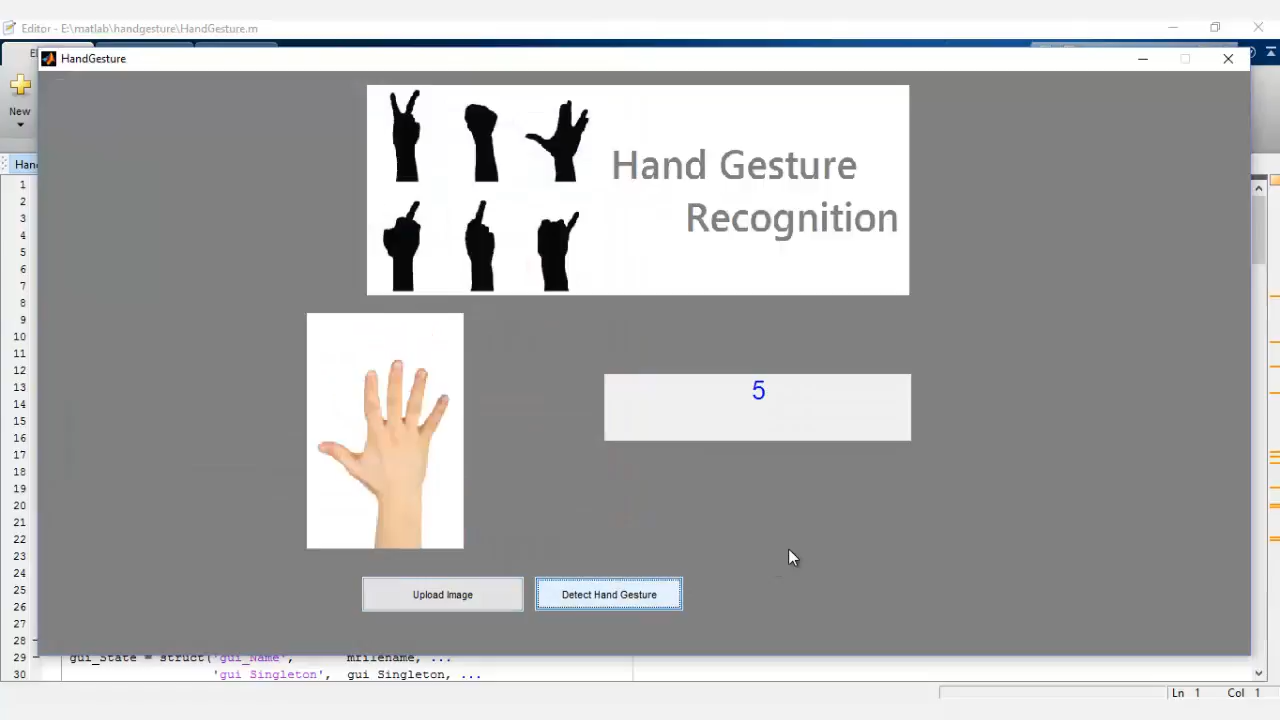 Editor - E:\matlab\handgesture\HandGesture.m
HandGesture
New
Han
Hand Gesture
Recognition
5
Upload Image
Detect Hand Gesture
1
2
3
4
5
6
7
8
9
10
11
12
13
14
15
16
17
18
19
20
21
22
23
24
25
26
27
28
29 gui_State = struct('gui_Name', mfilename, ...
30 'gui_Singleton', gui_Singleton, ...
Ln 1 Col 1